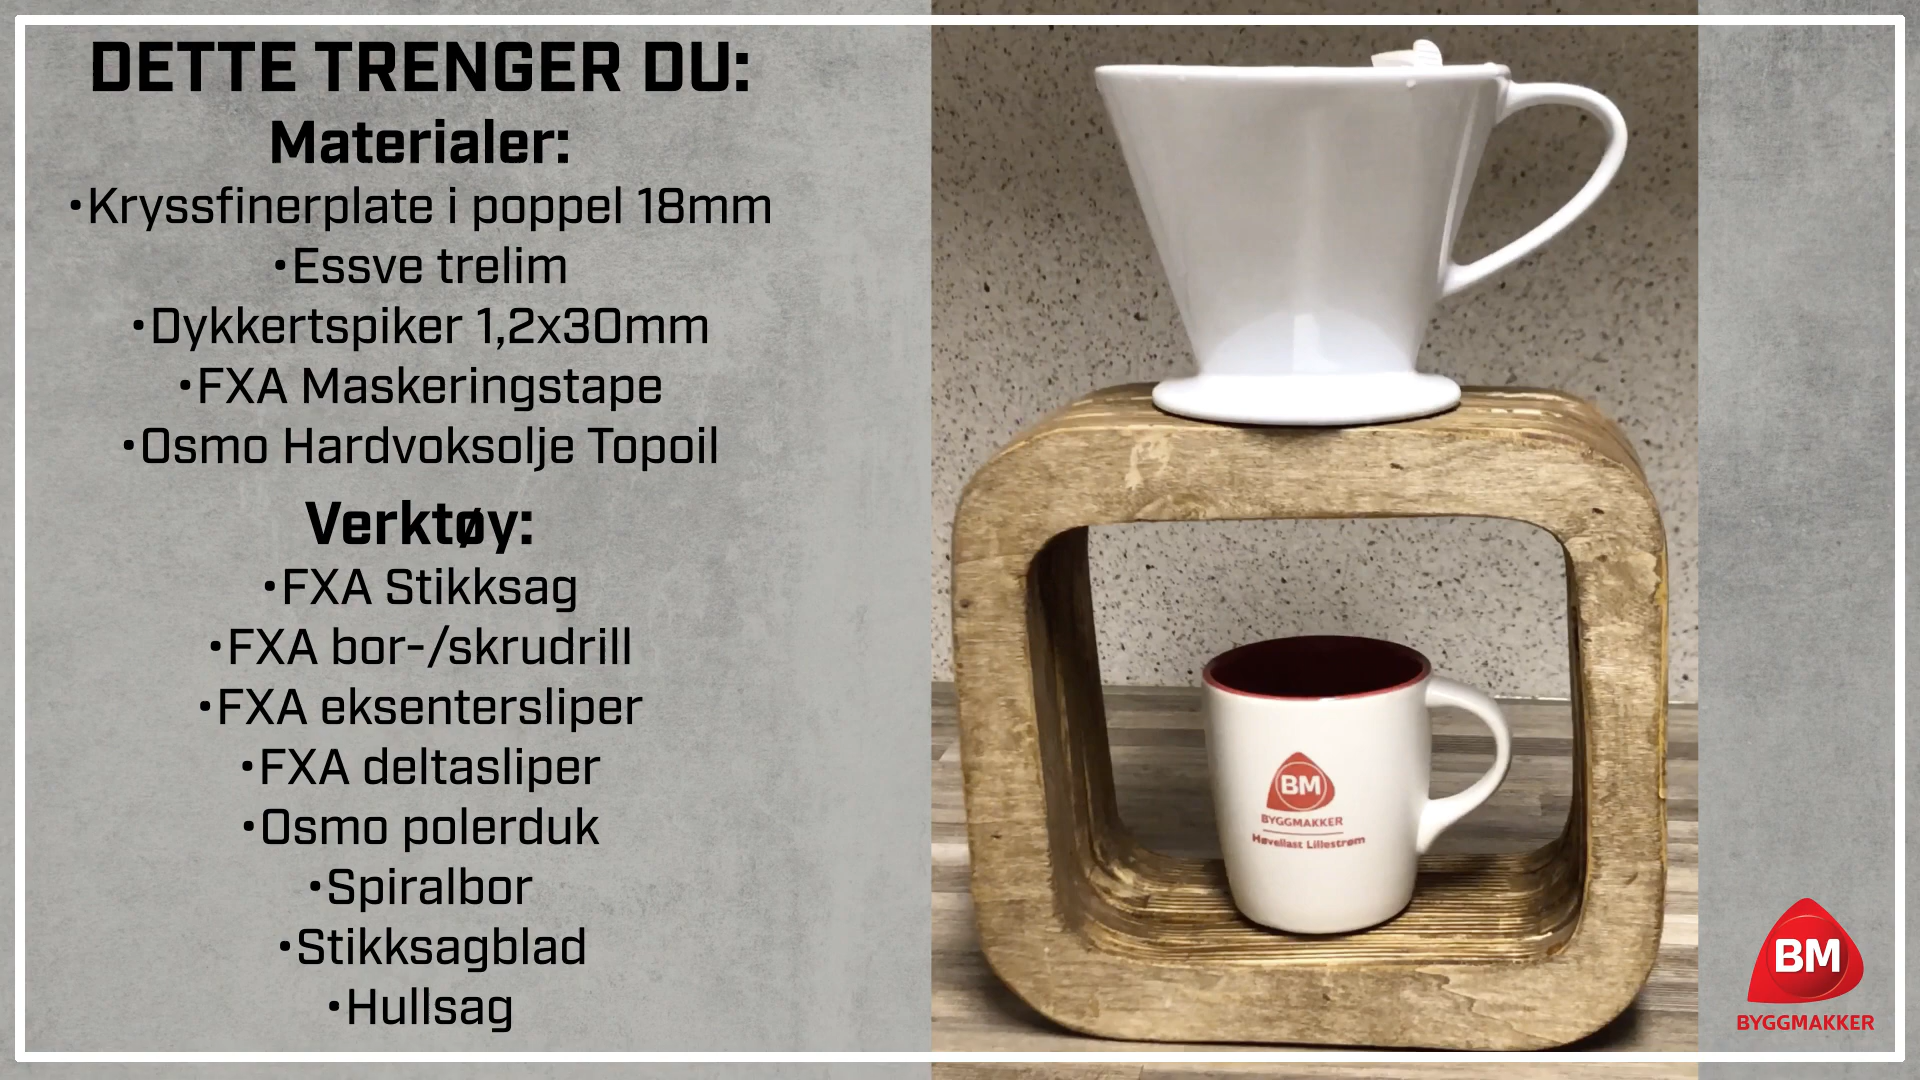 DETTE TRENGER DU:
Materialer:
•Kryssfinerplate i poppel 18mm
•Essve trelim
•Dykkertspiker 1,2x30mm
•FXA Maskeringstape
•Osmo Hardvoksolje Topoil
Verktøy:
•FXA Stikksag
•FXA bor-/skrudrill
•FXA eksentersliper
•FXA deltasliper
•Osmo polerduk
•Spiralbor
•Stikksagblad
•Hullsag
BM
BYGGMAKKER
Høvellast Lillestrøm
BM
BYGGMAKKER